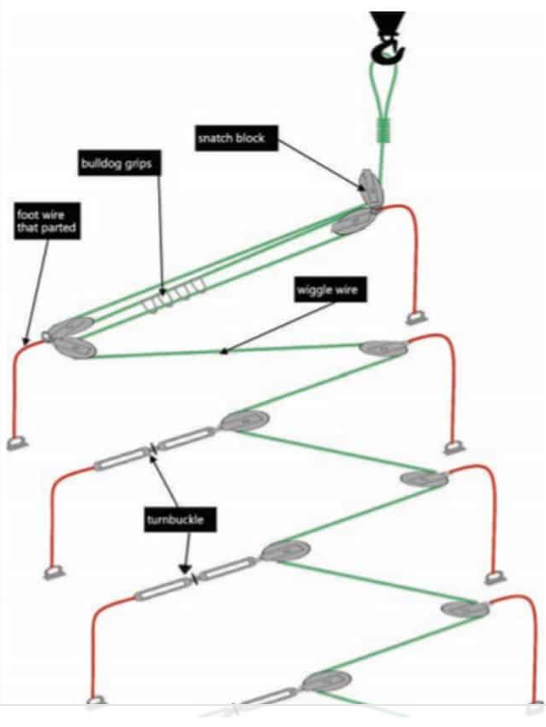 snatch block
bulldog grips
foot wire
that parted
wiggle wire
turnbuckle